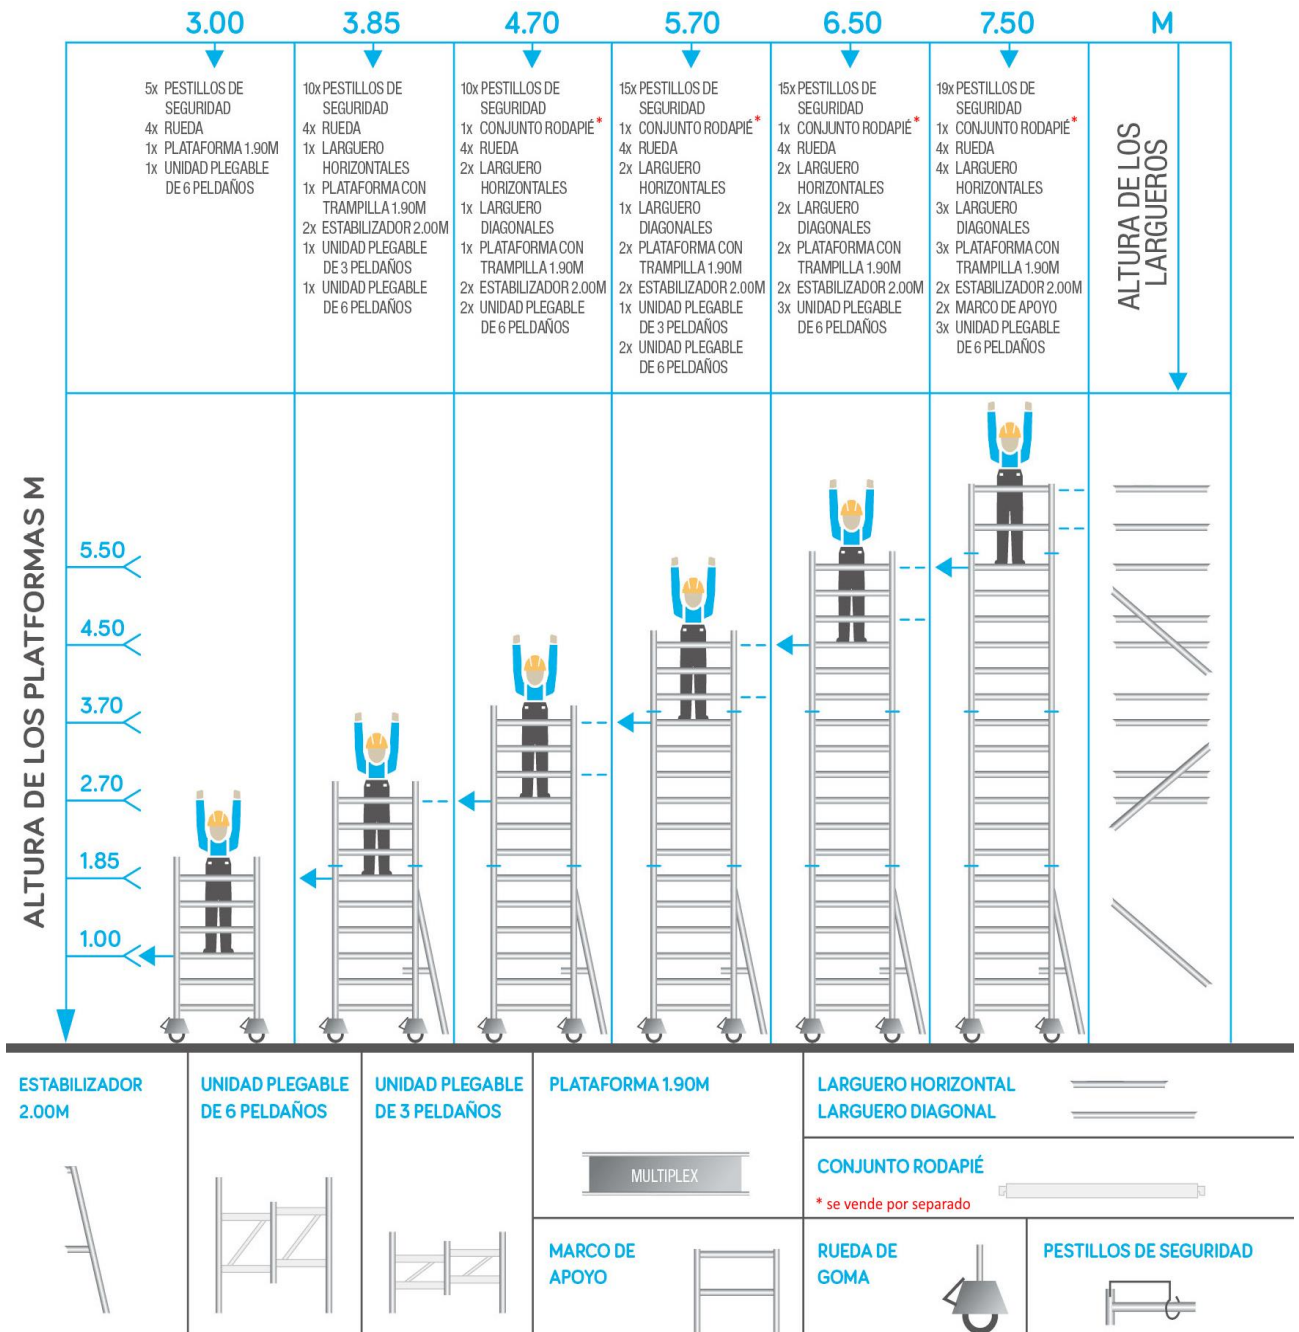 3.00
3.85
4.70
5.70
6.50
7.50
M
5x PESTILLOS DE
SEGURIDAD
4x RUEDA
1x PLATAFORMA 1.90M
1x UNIDAD PLEGABLE
DE 6 PELDAÑOS
10x PESTILLOS DE
SEGURIDAD
4x RUEDA
1x LARGUERO
HORIZONTALES
1x PLATAFORMA CON
TRAMPILLA 1.90M
2x ESTABILIZADOR 2.00M
1x UNIDAD PLEGABLE
DE 3 PELDAÑOS
1x UNIDAD PLEGABLE
DE 6 PELDAÑOS
10x PESTILLOS DE
SEGURIDAD
1x CONJUNTO RODAPIÉ*
4x RUEDA
2x LARGUERO
HORIZONTALES
1x LARGUERO
DIAGONALES
1x PLATAFORMA CON
TRAMPILLA 1.90M
2x ESTABILIZADOR 2.00M
2x UNIDAD PLEGABLE
DE 6 PELDAÑOS
15x PESTILLOS DE
SEGURIDAD
1x CONJUNTO RODAPIÉ*
4x RUEDA
2x LARGUERO
HORIZONTALES
1x LARGUERO
DIAGONALES
2x PLATAFORMA CON
TRAMPILLA 1.90M
2x ESTABILIZADOR 2.00M
1x UNIDAD PLEGABLE
DE 3 PELDAÑOS
2x UNIDAD PLEGABLE
DE 6 PELDAÑOS
15x PESTILLOS DE
SEGURIDAD
1x CONJUNTO RODAPIÉ*
4x RUEDA
2x LARGUERO
HORIZONTALES
2x LARGUERO
DIAGONALES
2x PLATAFORMA CON
TRAMPILLA 1.90M
2x ESTABILIZADOR 2.00M
3x UNIDAD PLEGABLE
DE 6 PELDAÑOS
19x PESTILLOS DE
SEGURIDAD
1x CONJUNTO RODAPIÉ*
4x RUEDA
4x LARGUERO
HORIZONTALES
3x LARGUERO
DIAGONALES
3x PLATAFORMA CON
TRAMPILLA 1.90M
2x ESTABILIZADOR 2.00M
2x MARCO DE APOYO
3x UNIDAD PLEGABLE
DE 6 PELDAÑOS
ALTURA DE LOS
LARGUEROS
ALTURA DE LOS PLATFORMAS M
5.50
4.50
3.70
2.70
1.85
1.00
ESTABILIZADOR
2.00M
UNIDAD PLEGABLE
DE 6 PELDAÑOS
UNIDAD PLEGABLE
DE 3 PELDAÑOS
PLATAFORMA 1.90M
MULTIPLEX
LARGUERO HORIZONTAL
LARGUERO DIAGONAL
CONJUNTO RODAPIÉ
* se vende por separado
MARCO DE
APOYO
RUEDA DE
GOMA
PESTILLOS DE SEGURIDAD